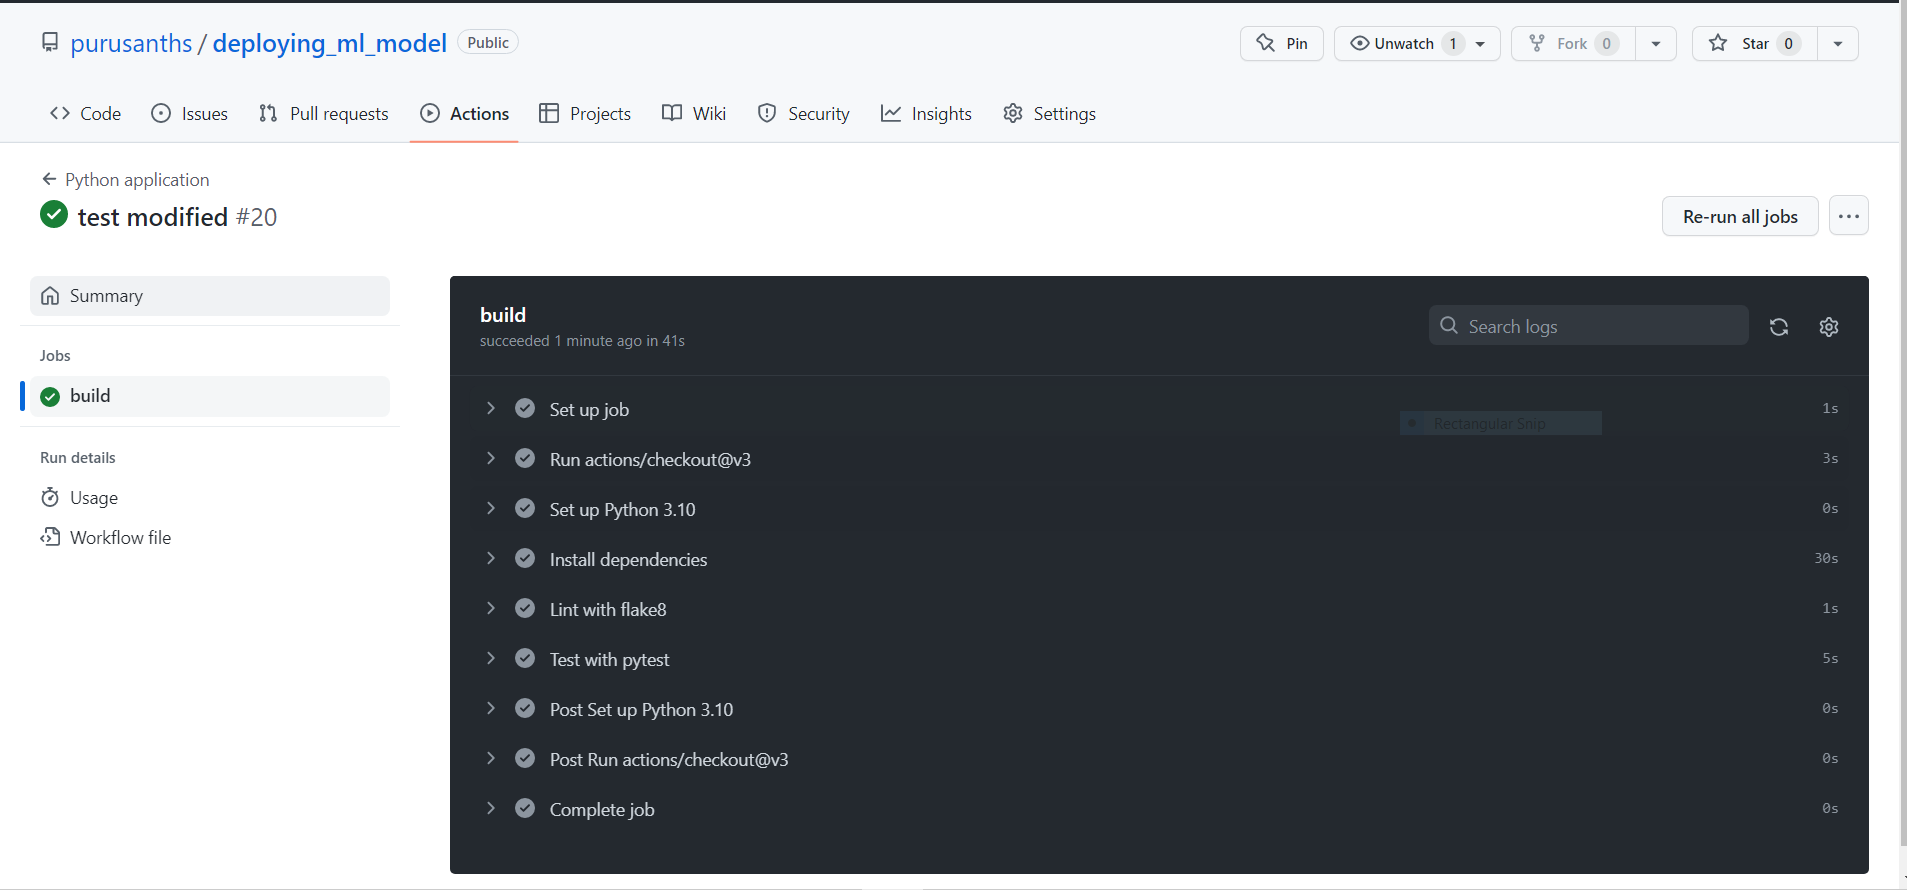 purusanths / deploying_ml_model Public
Pin Unwatch 1 Fork 0 Star 0
Code Issues Pull requests Actions Projects Wiki Security Insights Settings
Python application
test modified #20
Re-run all jobs
Summary
Jobs
build
Run details
Usage
Workflow file
build
succeeded 1 minute ago in 41s
Search logs
Set up job 1s
Rectangular Snip
Run actions/checkout@v3 3s
Set up Python 3.10 0s
Install dependencies 30s
Lint with flake8 1s
Test with pytest 5s
Post Set up Python 3.10 0s
Post Run actions/checkout@v3 0s
Complete job 0s